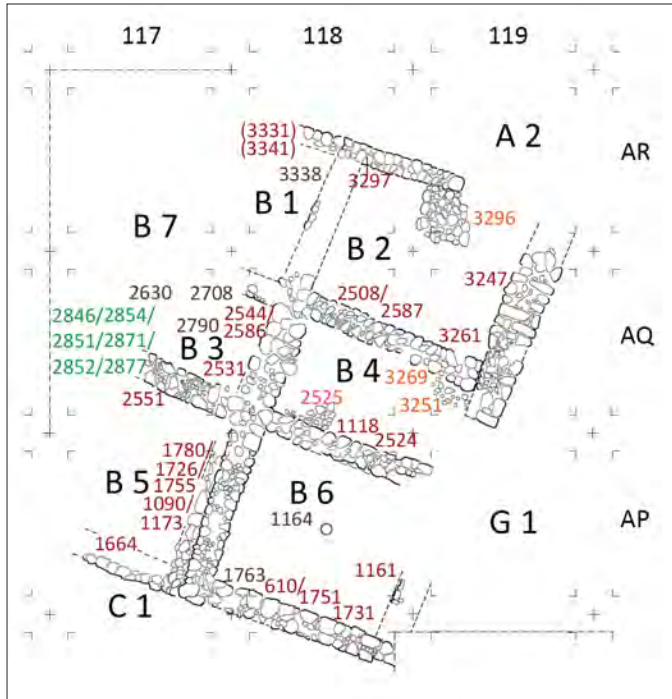 117 118 119
A 2
AR
(3331)
(3341)
3338
3297
B 1
3296
B 7
B 2
3247
2630 2708
2508/
2587
2846/2854/
2544/
2851/2871/
2790
2586
3261
AQ
2852/2877
B 3
2531
B 4
3269
2551
2525
3251
1118
2524
1780/
1726/
1755
B 5
B 6
1090/
1173
1164
G 1
AP
1664
1763
610/
1751
1161
1731
C 1